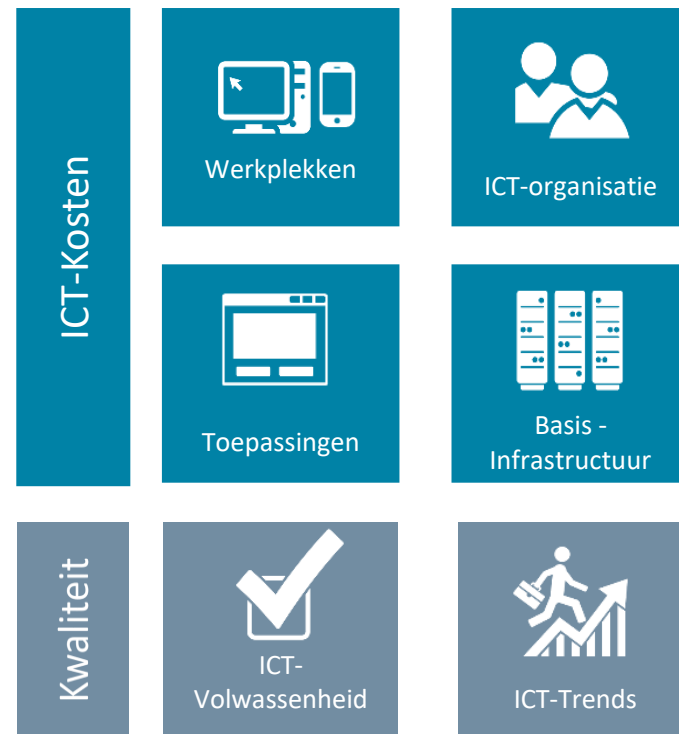 ICT-Kosten
Werkplekken
ICT-organisatie
Toepassingen
Basis -
Infrastructuur
Kwaliteit
ICT-
Volwassenheid
ICT-Trends